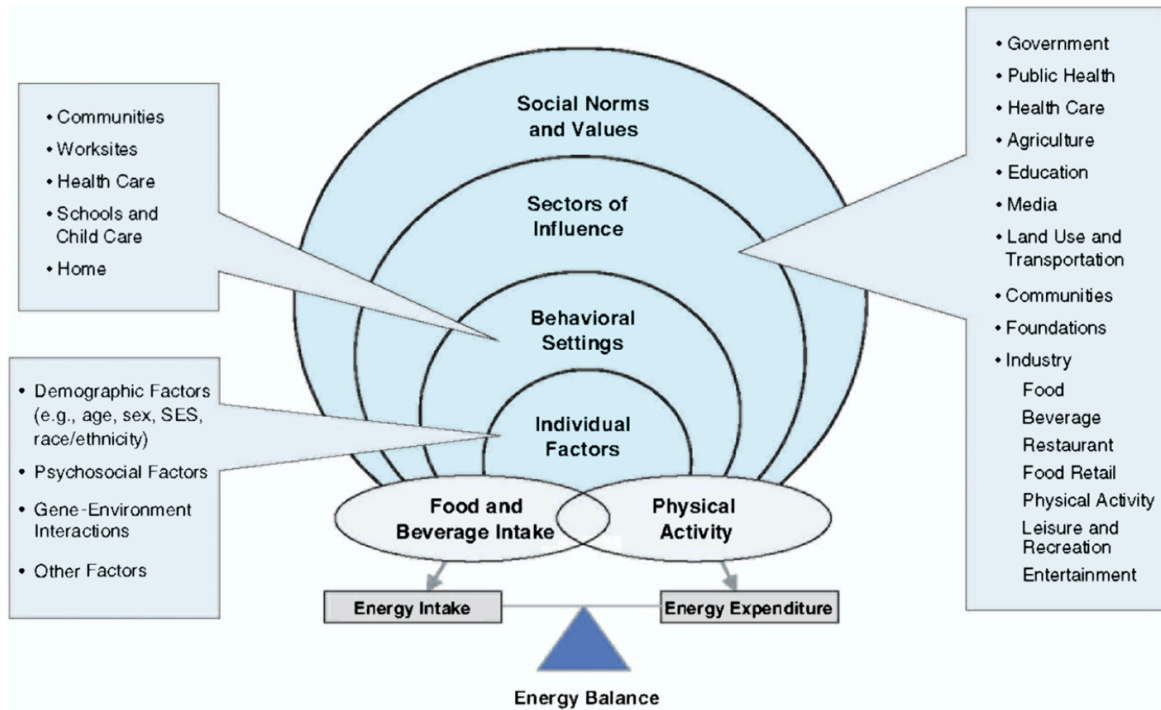 • Communities
• Worksites
• Health Care
• Schools and
Child Care
• Home
• Demographic Factors
(e.g., age, sex, SES,
race/ethnicity)
• Psychosocial Factors
• Gene-Environment
Interactions
• Other Factors
Social Norms
and Values
Sectors of
Influence
Behavioral
Settings
Individual
Factors
Food and
Beverage Intake
Physical
Activity
Energy Intake
Energy Expenditure
Energy Balance
• Government
• Public Health
• Health Care
• Agriculture
• Education
• Media
• Land Use and
Transportation
• Communities
• Foundations
• Industry
Food
Beverage
Restaurant
Food Retail
Physical Activity
Leisure and
Recreation
Entertainment